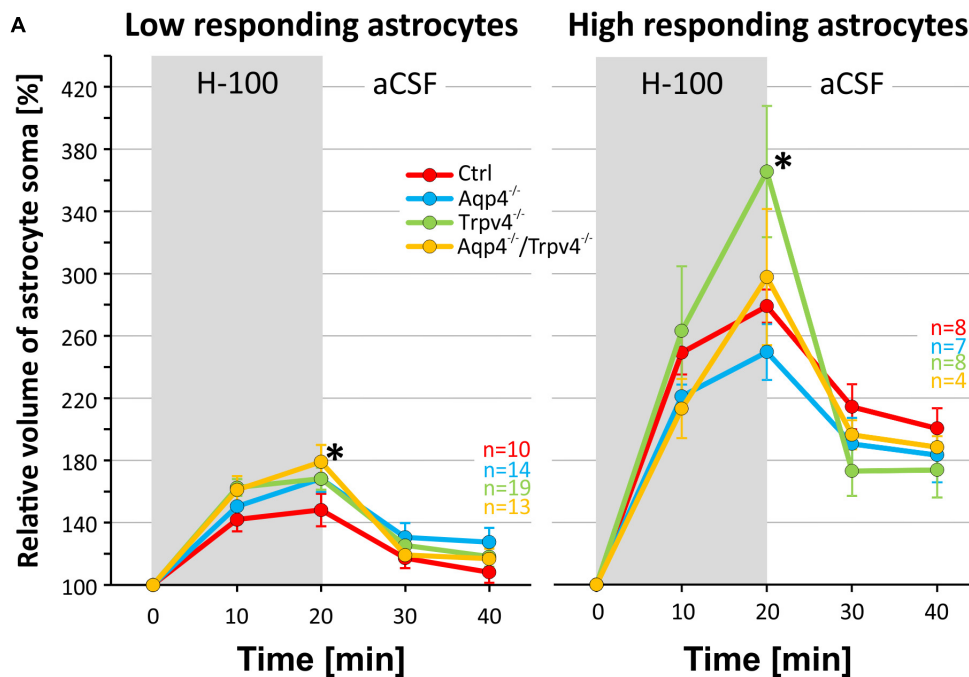 A
Low responding astrocytes
High responding astrocytes
Relative volume of astrocyte soma [%]
420
380
340
300
260
220
180
140
100
H-100
aCSF
Ctrl
Aqp4-/-
Trpv4-/-
Aqp4-/-/Trpv4-/-
*
n=10
n=14
n=19
n=13
0
10
20
30
40
Time [min]
H-100
aCSF
*
n=8
n=7
n=8
n=4
0
10
20
30
40
Time [min]